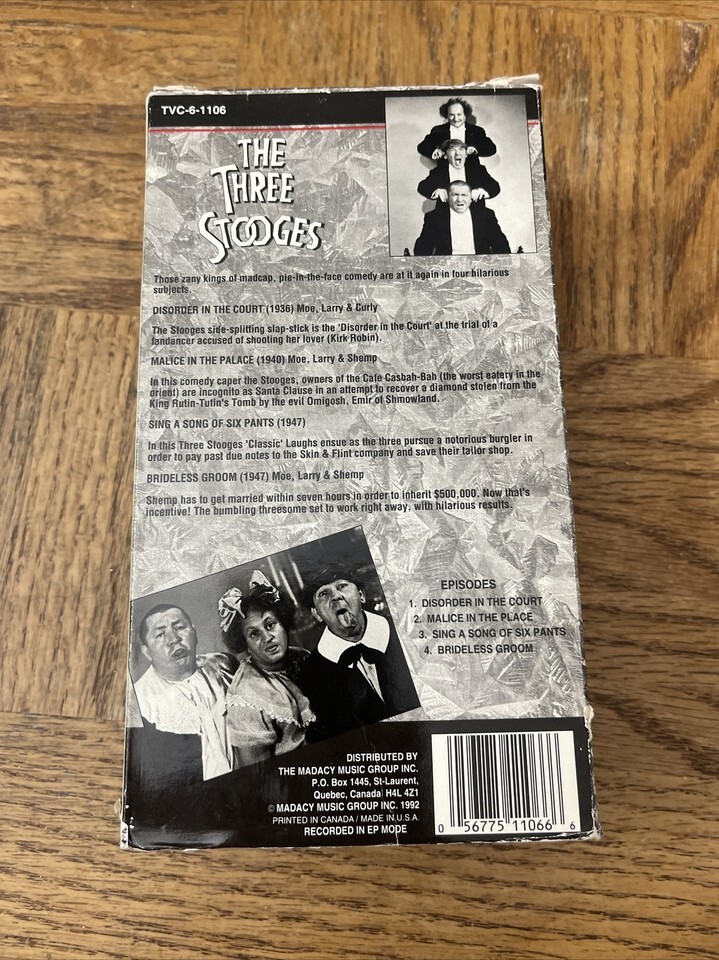 TVC-6-1106
THE
THREE
STOOGES
Those zany kings of madcap, pie-in-the-face comedy are at it again in four hilarious
subjects.
DISORDER IN THE COURT (1936) Moe, Larry & Curly
The Stooges side-splitting slap-stick is the 'Disorder in the Court' at the trial of a
fandancer accused of shooting her lover (Kirk Robin).
MALICE IN THE PALACE (1940) Moe, Larry & Shemp
In this comedy caper the Stooges, owners of the Cafe Casbah-Bah (the worst eatery in the
orient) are incognito as Santa Clause in an attempt to recover a diamond stolen from the
King Rutin-Tutin's Tomb by the evil Omigosh, Emir of Shmowland.
SING A SONG OF SIX PANTS (1947)
In this Three Stooges 'Classic' Laughs ensue as the three pursue a notorious burgler in
order to pay past due notes to the Skin & Flint company and save their tailor shop.
BRIDELESS GROOM (1947) Moe, Larry & Shemp
Shemp has to get married within seven hours in order to inherit $500,000. Now that's
incentive! The bumbling threesome set to work right away, with hilarious results.
EPISODES
1. DISORDER IN THE COURT
2. MALICE IN THE PLACE
3. SING A SONG OF SIX PANTS
4. BRIDELESS GROOM
DISTRIBUTED BY
THE MADACY MUSIC GROUP INC.
P.O. Box 1445, St-Laurent,
Quebec, Canada H4L 4Z1
© MADACY MUSIC GROUP INC. 1992
PRINTED IN CANADA / MADE IN U.S.A.
RECORDED IN EP MODE
0 56775 11066 6